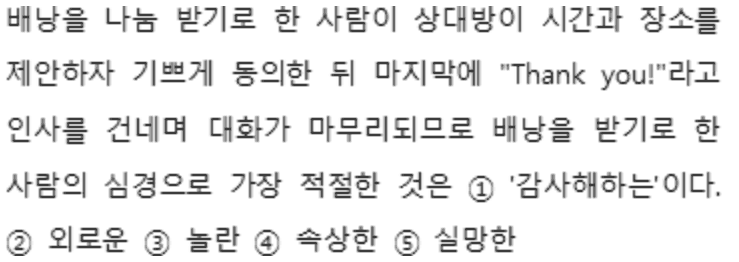 배낭을 나눔 받기로 한 사람이 상대방이 시간과 장소를
제안하자 기쁘게 동의한 뒤 마지막에 "Thank you!"라고
인사를 건네며 대화가 마무리되므로 배낭을 받기로 한
사람의 심경으로 가장 적절한 것은 ① '감사해하는'이다.
② 외로운 ③ 놀란 ④ 속상한 ⑤ 실망한